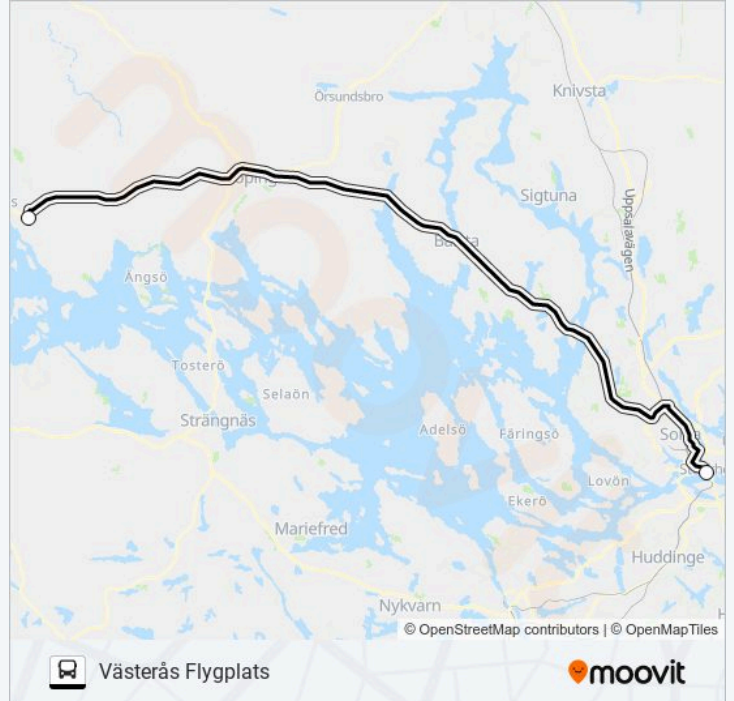 Örsundsbro
Knivsta
Sigtuna
Uppsalavägen
Ängsö
Tosterö
Selaön
Strängnäs
Adelsö
Färingsö
Lovön
Ekerö
Mariefred
Huddinge
Nykvarn
© OpenStreetMap contributors | © OpenMapTiles
Västerås Flygplats
moovit